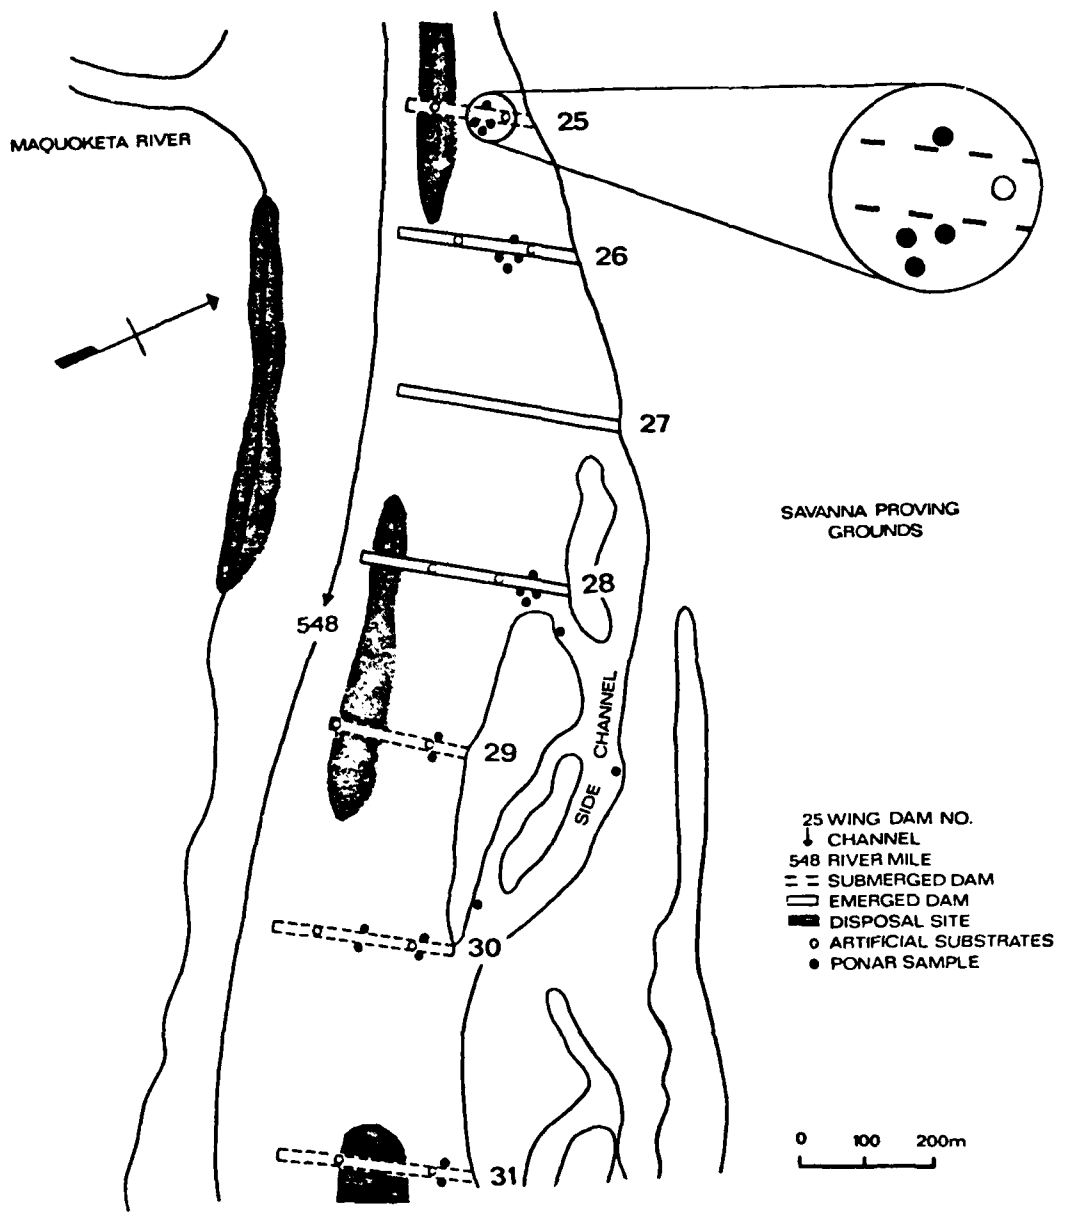 MAQUOKETA RIVER
25
26
27
SAVANNA PROVING
GROUNDS
28
548
SIDE CHANNEL
29
25 WING DAM NO.
CHANNEL
548 RIVER MILE
SUBMERGED DAM
EMERGED DAM
DISPOSAL SITE
ARTIFICIAL SUBSTRATES
PONAR SAMPLE
30
0 100 200m
31